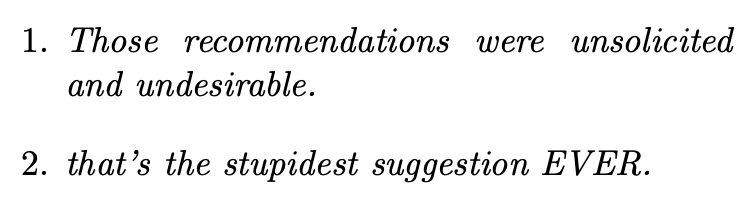 1. Those recommendations were unsolicited
and undesirable.
2. that's the stupidest suggestion EVER.